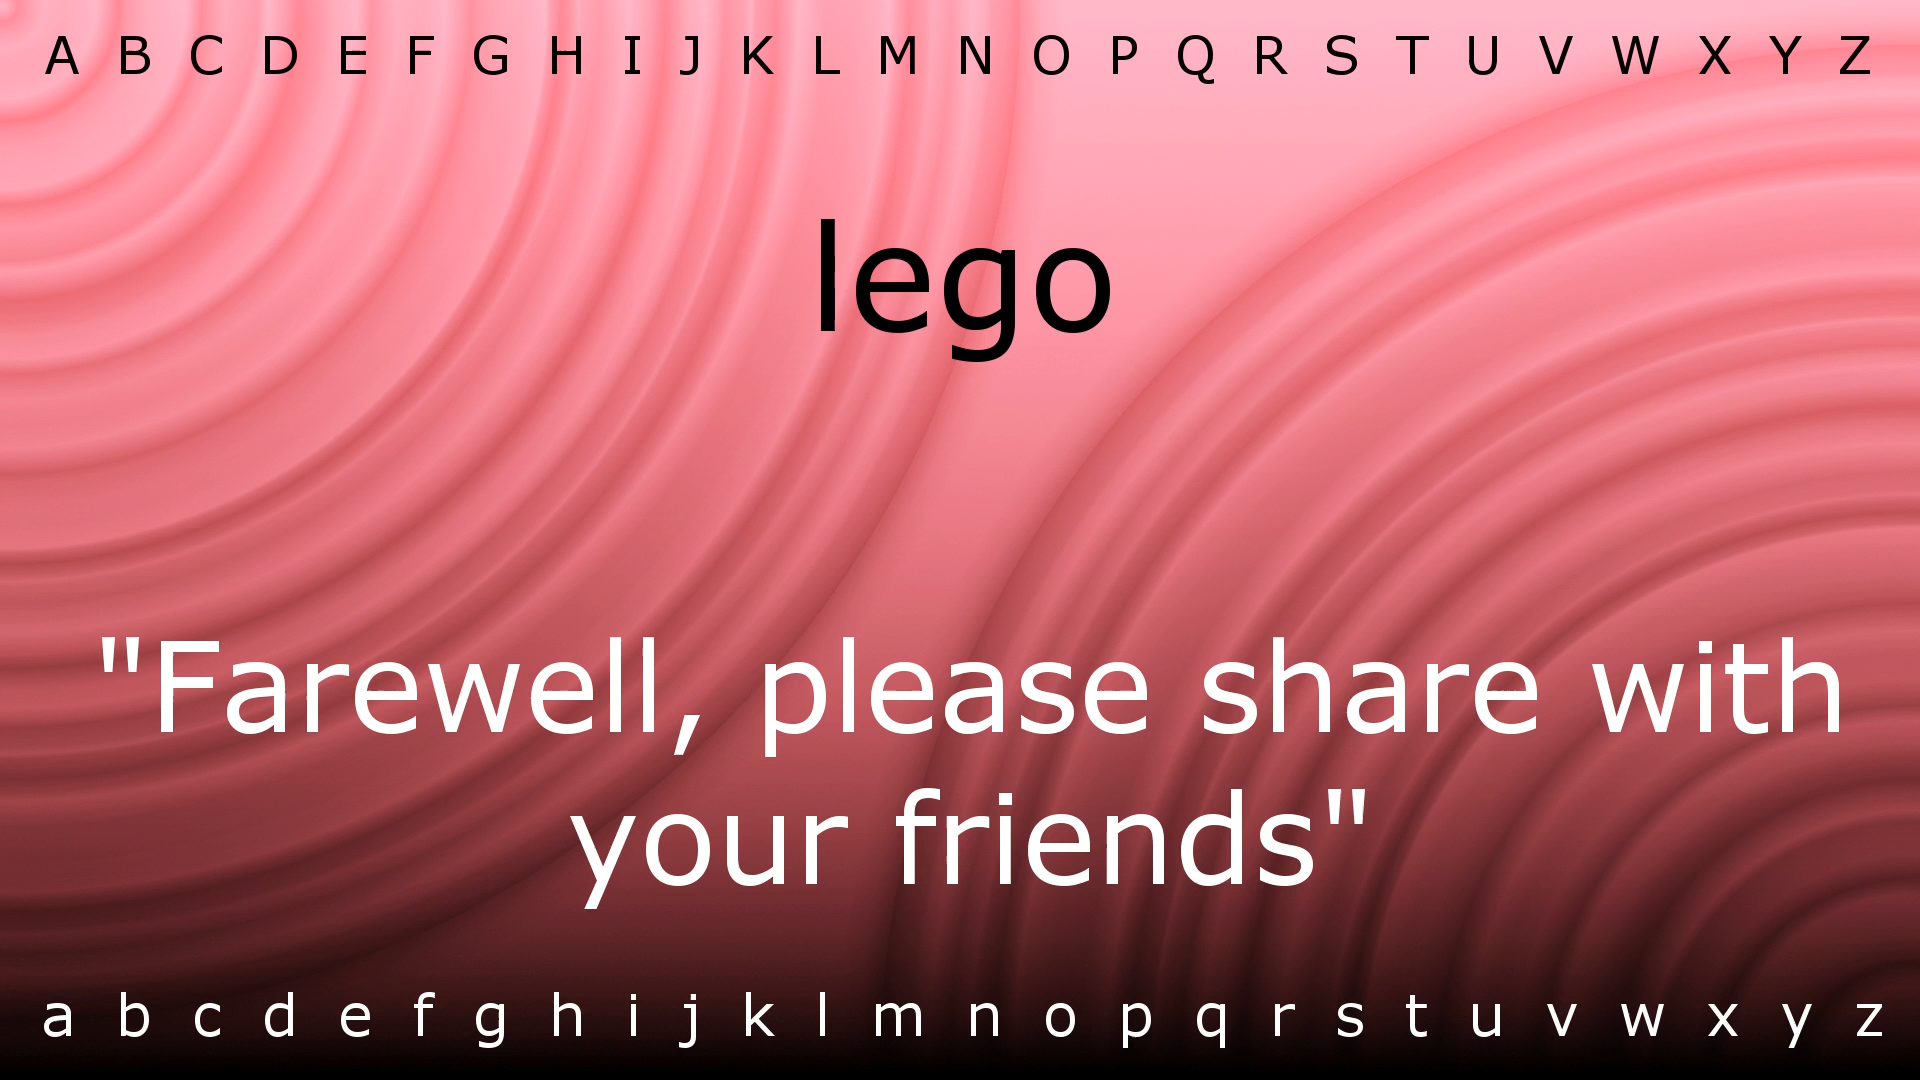 A B C D E F G H I J K L M N O P Q R S T U V W X Y Z
lego
"Farewell, please share with
your friends"
a b c d e f g h i j k l m n o p q r s t u v w x y z